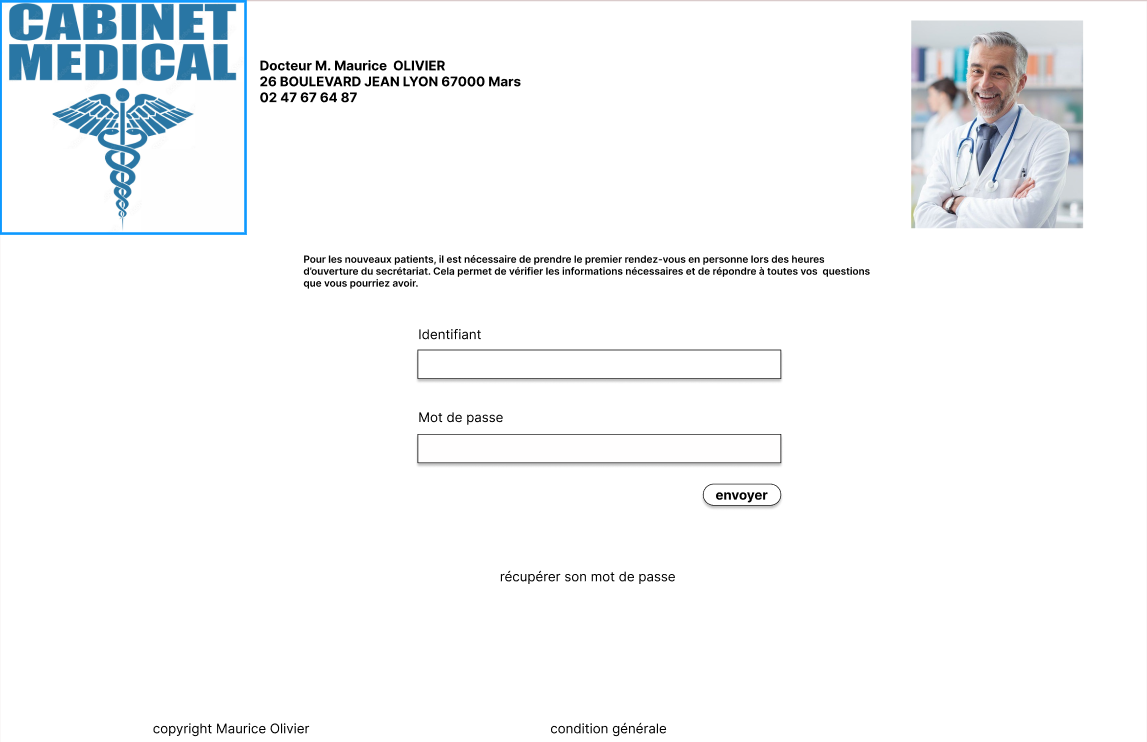 CABINET
MEDICAL
Docteur M. Maurice OLIVIER
26 BOULEVARD JEAN LYON 67000 Mars
02 47 67 64 87
Pour les nouveaux patients, il est nécessaire de prendre le premier rendez-vous en personne lors des heures
d'ouverture du secrétariat. Cela permet de vérifier les informations nécessaires et de répondre à toutes vos questions
que vous pourriez avoir.
Identifiant
Mot de passe
envoyer
récupérer son mot de passe
copyright Maurice Olivier
condition générale